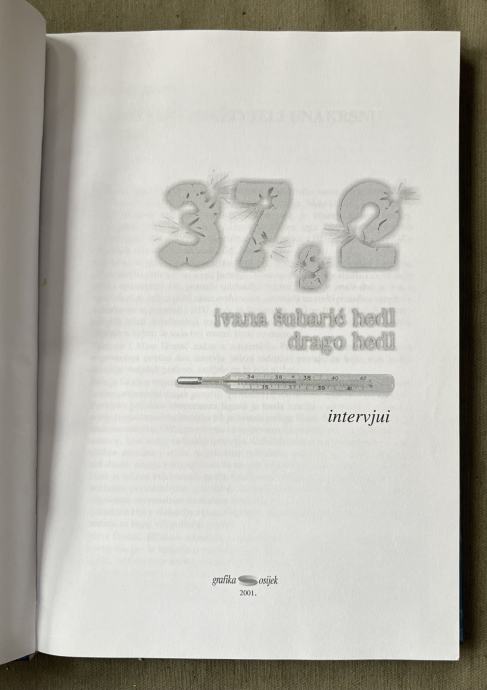 37,2
ivana šubarić hedl
drago hedl
intervjui
grafika osijek
2001.